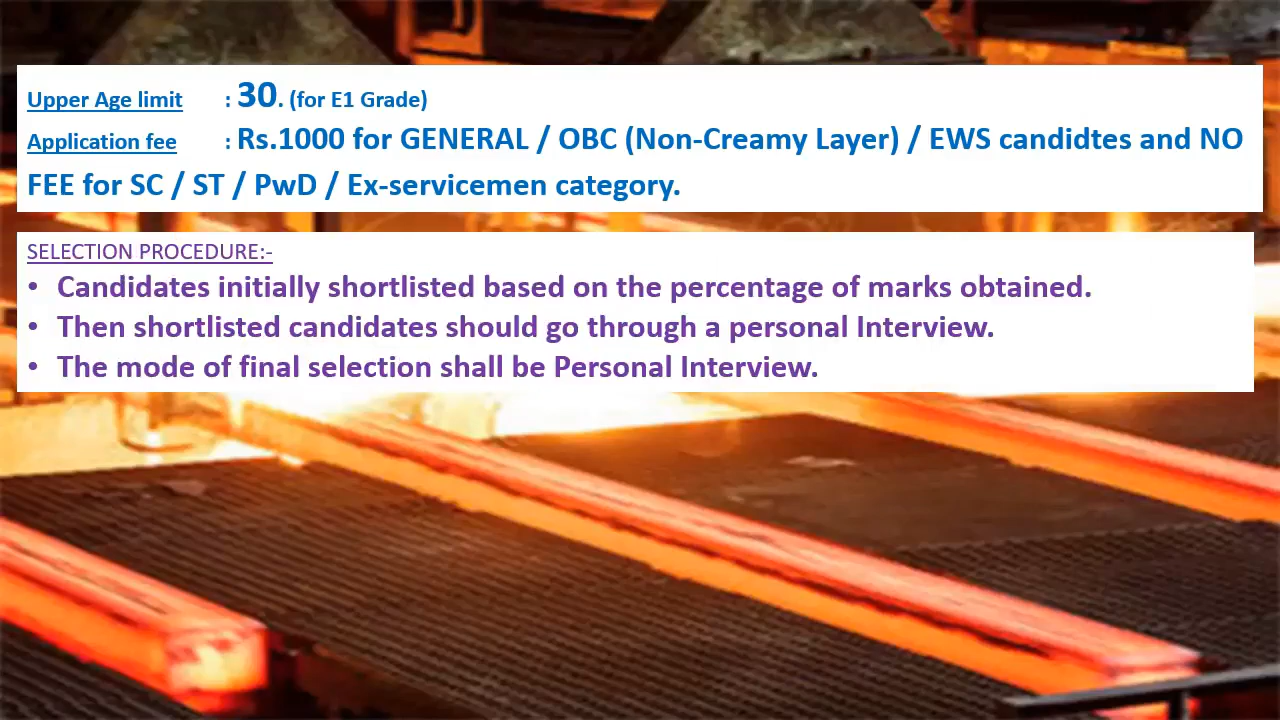 Upper Age limit : 30. (for E1 Grade)
Application fee : Rs.1000 for GENERAL / OBC (Non-Creamy Layer) / EWS candidtes and NO
FEE for SC / ST / PwD / Ex-servicemen category.
SELECTION PROCEDURE:-
• Candidates initially shortlisted based on the percentage of marks obtained.
• Then shortlisted candidates should go through a personal Interview.
• The mode of final selection shall be Personal Interview.